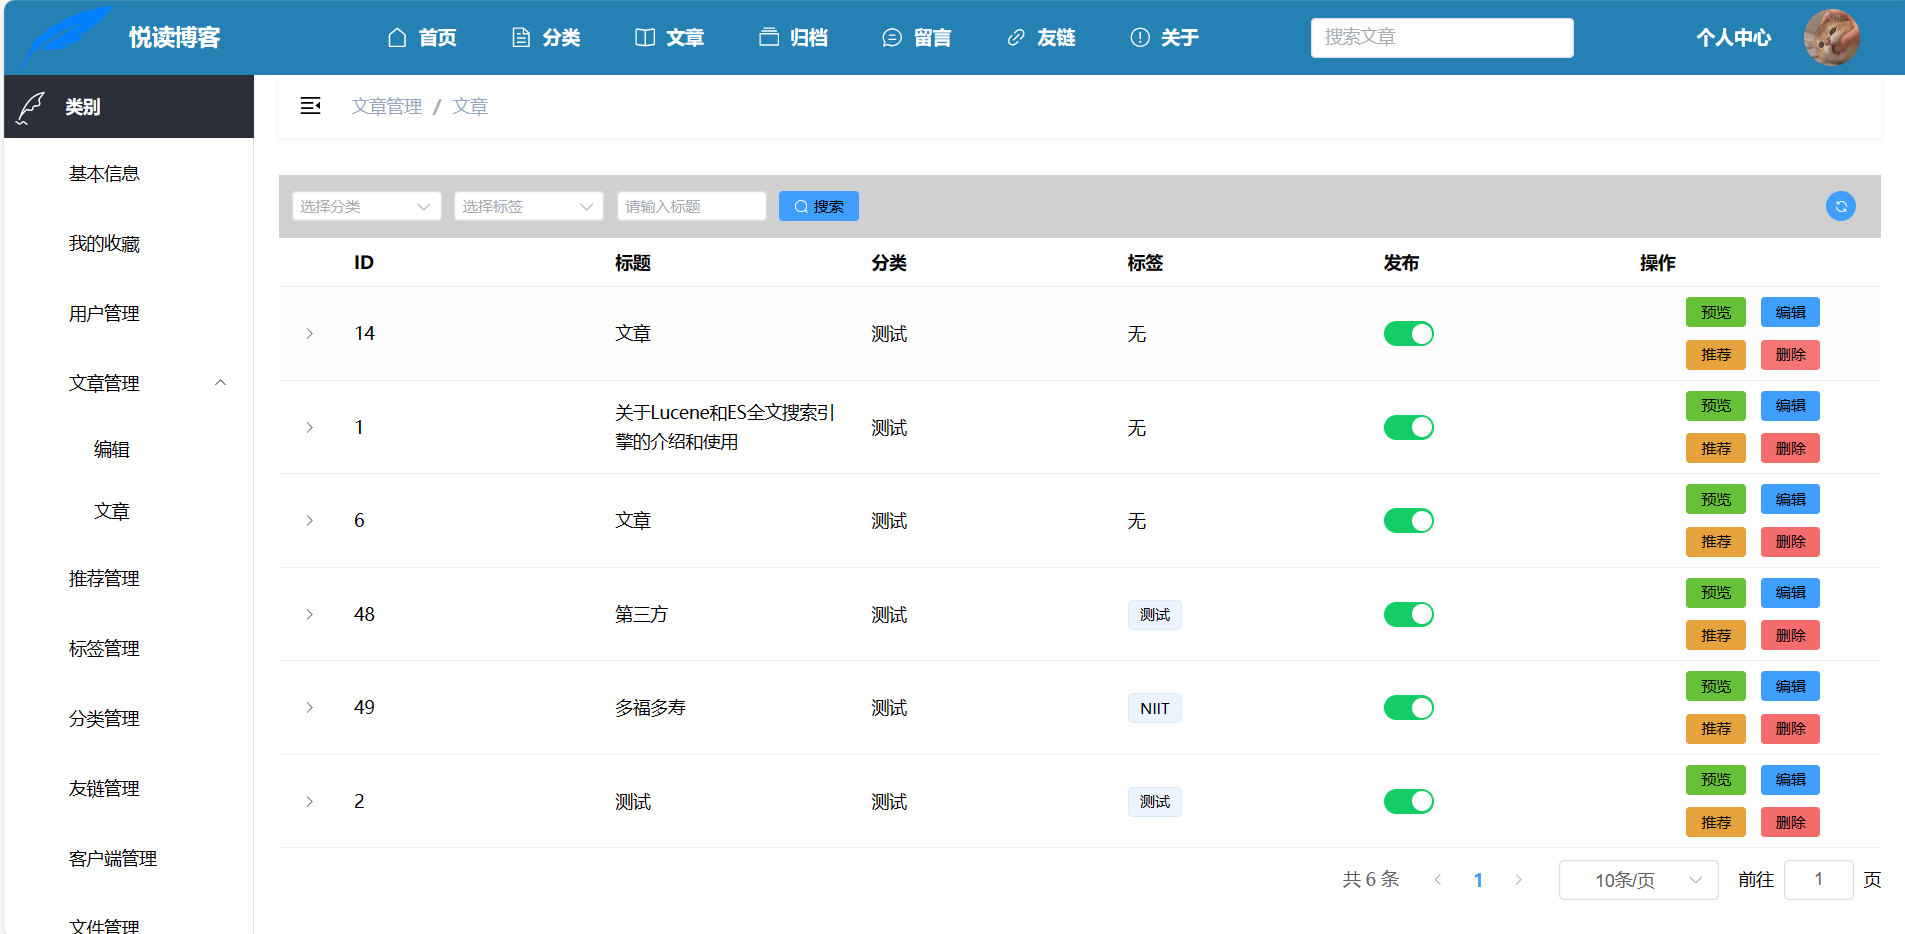 悦读博客
首页
分类
文章
归档
留言
友链
关于
搜索文章
个人中心
类别
基本信息
我的收藏
用户管理
文章管理
编辑
文章
推荐管理
标签管理
分类管理
友链管理
客户端管理
文件管理
文章管理 / 文章
选择分类
选择标签
请输入标题
搜索
ID 标题 分类 标签 发布 操作
14 文章 测试 无
预览 编辑
推荐 删除
1 关于Lucene和ES全文搜索引
擎的介绍和使用 测试 无
预览 编辑
推荐 删除
6 文章 测试 无
预览 编辑
推荐 删除
48 第三方 测试 测试
预览 编辑
推荐 删除
49 多福多寿 测试 NIIT
预览 编辑
推荐 删除
2 测试 测试 测试
预览 编辑
推荐 删除
共 6 条 1 10条/页 前往 1 页